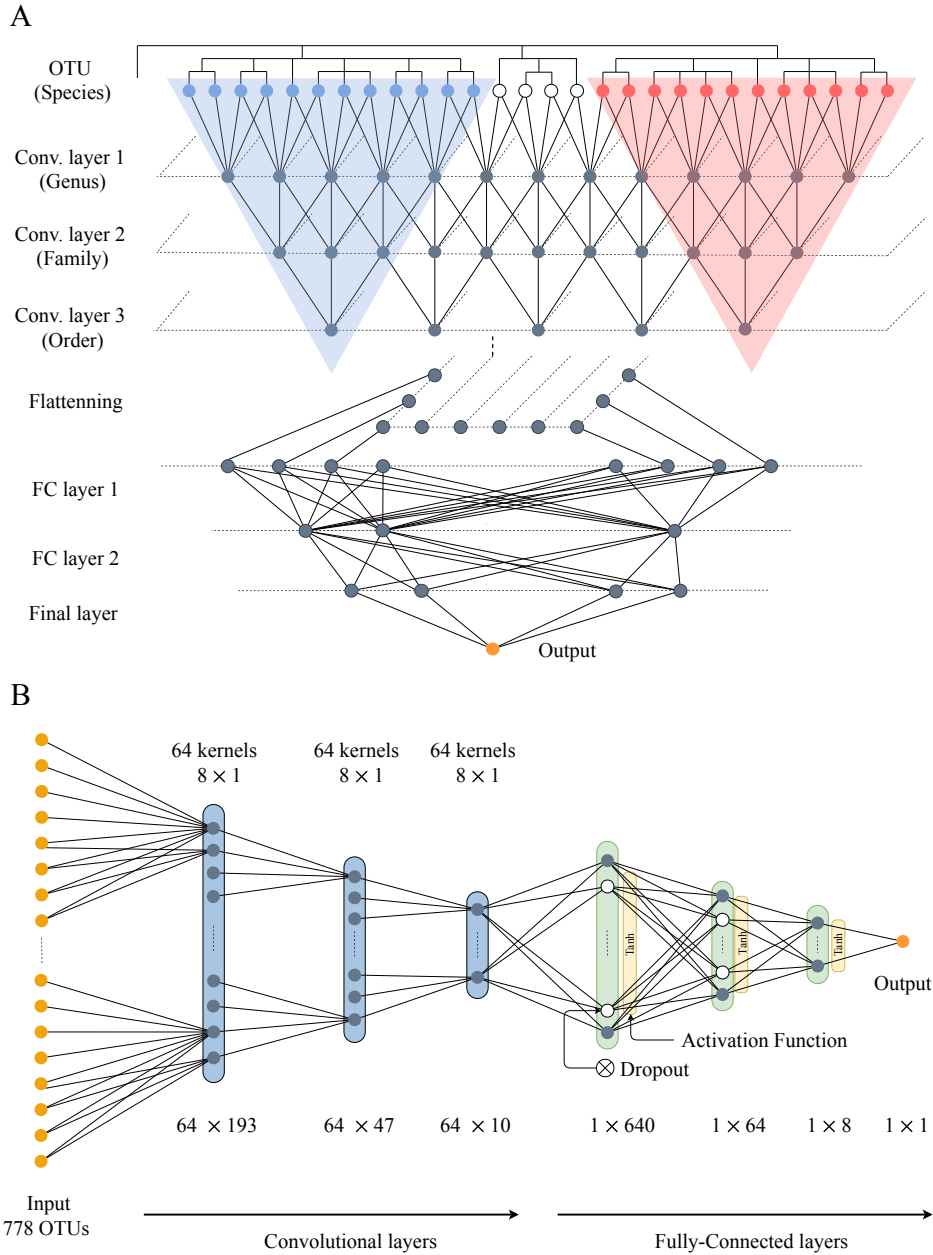 A
OTU
(Species)
Conv. layer 1
(Genus)
Conv. layer 2
(Family)
Conv. layer 3
(Order)
Flattenning
FC layer 1
FC layer 2
Final layer
Output
B
64 kernels
8 × 1
64 kernels
8 × 1
64 kernels
8 × 1
Tanh
Tanh
Tanh
Output
Activation Function
Dropout
64 × 193
64 × 47
64 × 10
1 × 640
1 × 64
1 × 8
1 × 1
Input
778 OTUs
Convolutional layers
Fully-Connected layers